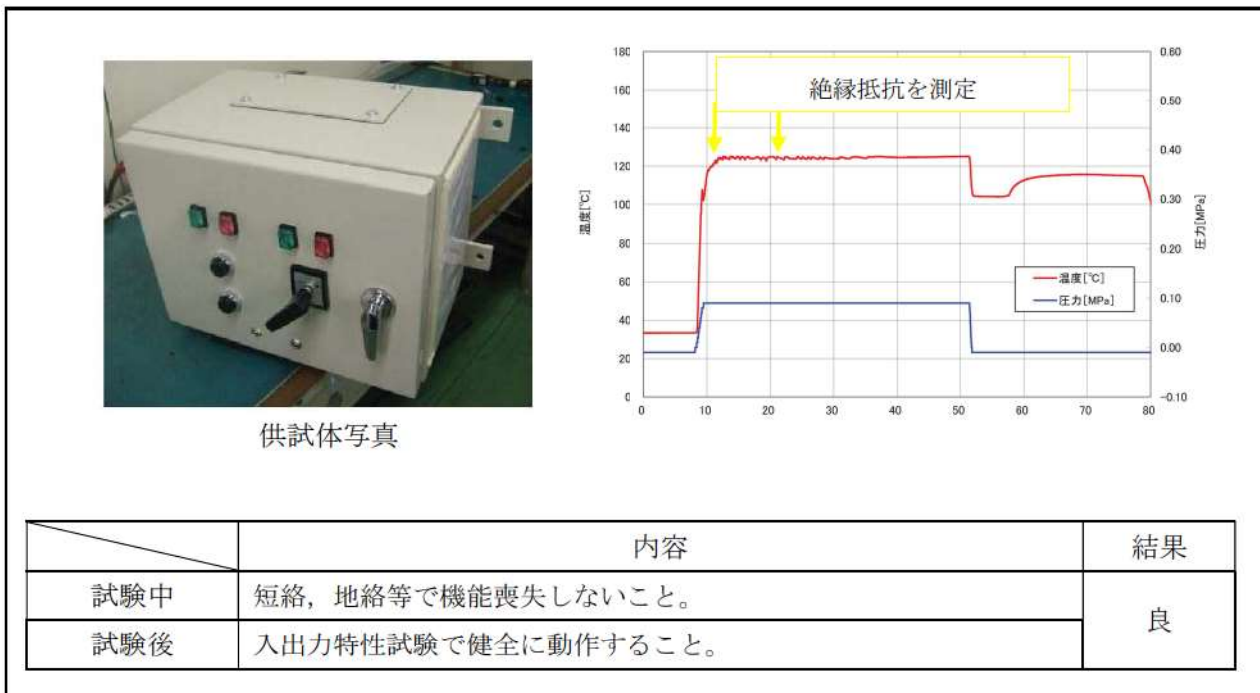 供試体写真
絶縁抵抗を測定
温度[℃]
180
160
140
120
100
80
60
40
20
0
0 10 20 30 40 50 60 70 80
圧力[MPa]
0.60
0.50
0.40
0.30
0.20
0.10
0.00
-0.10
温度[℃]
圧力[MPa]
内容 結果
試験中 短絡，地絡等で機能喪失しないこと。 良
試験後 入出力特性試験で健全に動作すること。